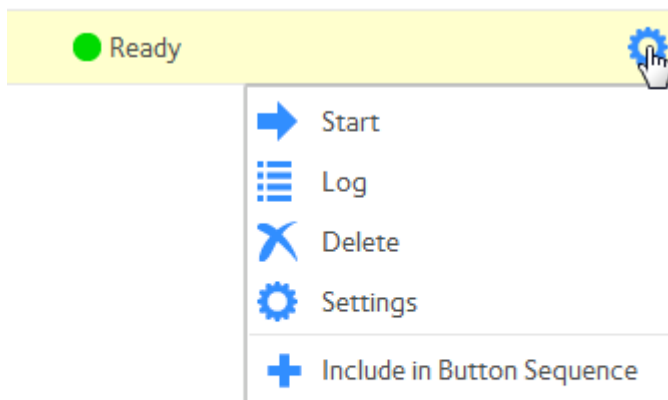 Ready
Start
Log
Delete
Settings
Include in Button Sequence